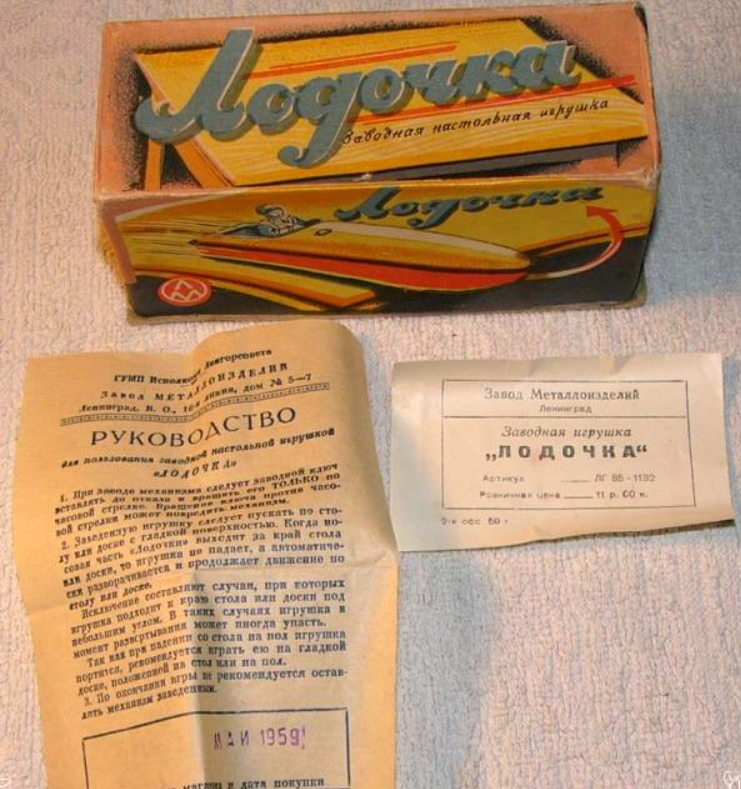 Лодочка
Заводная настольная игрушка
Лодочка
ЛМ
ГУМП Исполкома Ленгорсовета
Завод МЕТАЛЛОИЗДЕЛИЙ
Ленинград, В. О., 16-я линия, дом № 5—7
РУКОВОДСТВО
для пользования заводной настольной игрушкой
«ЛОДОЧКА»
1. При заводе механизма следует заводной ключ
вставлять до отказа и вращать его ТОЛЬКО по
часовой стрелке. Вращение ключа против часо-
вой стрелки может повредить механизм.
2. Заведенную игрушку следует пускать по сто-
лу или доске с гладкой поверхностью. Когда но-
совая часть «Лодочки» выходит за край стола
или доски, то игрушка не падает, а автоматиче-
ски разворачивается и продолжает движение по
столу или доске.
Исключение составляют случаи, при которых
игрушка подходит к краю стола или доски под
небольшим углом. В таких случаях игрушка в
момент развертывания может иногда упасть.
Так как при падении со стола на пол игрушка
портится, рекомендуется играть ею на гладкой
доске, положенной на стол или на пол.
3. По окончании игры не рекомендуется остав-
лять механизм заведенным.
МАЙ 1959
магазина и дата покупки
Завод Металлоизделий
Ленинград
Заводная игрушка
„ЛОДОЧКА“
Артикул ЛГ 85-1132
Розничная цена 11 р. 00 к.
59 г.